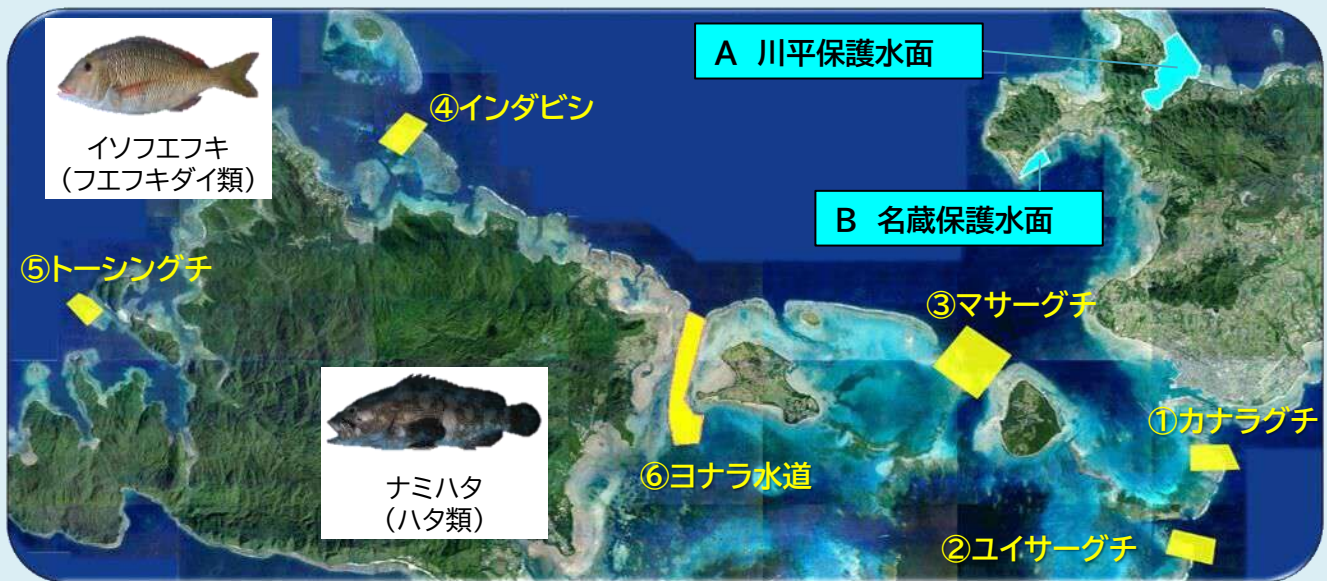 A 川平保護水面
④インダビシ
イソフエフキ
(フエフキダイ類)
B 名蔵保護水面
⑤トーシングチ
③マサーグチ
①カナラグチ
⑥ヨナラ水道
ナミハタ
(ハタ類)
②ユイサーグチ